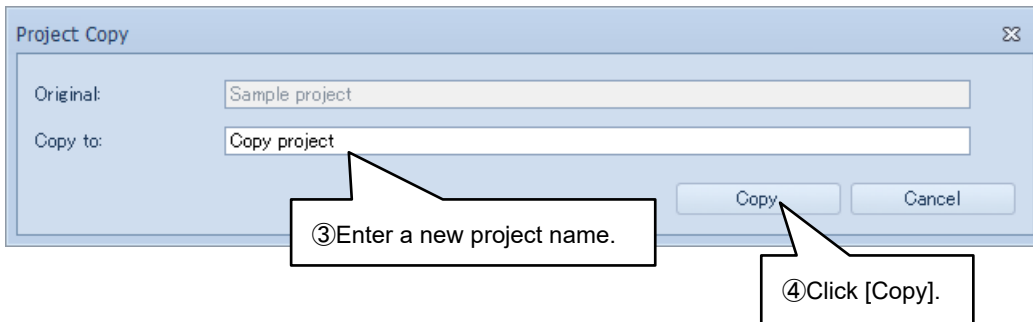 Project Copy
Original: Sample project
Copy to: Copy project
Copy Cancel
③Enter a new project name.
④Click [Copy].